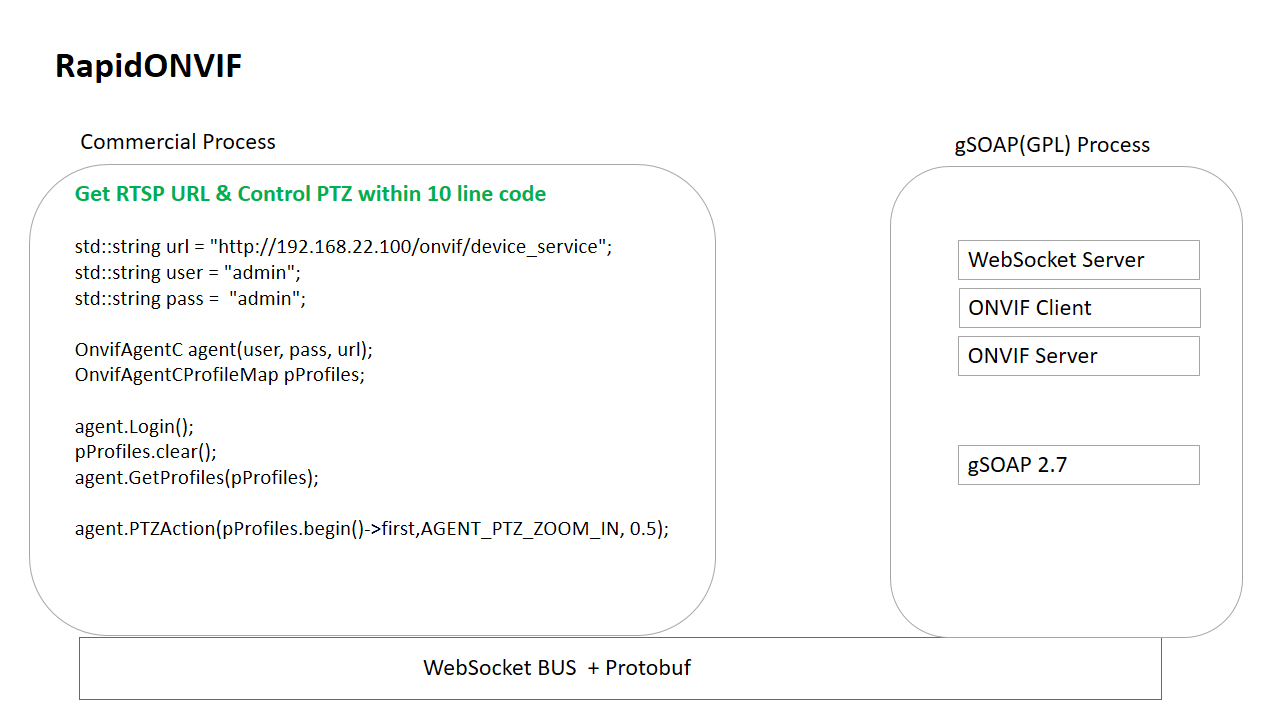 RapidONVIF
Commercial Process
Get RTSP URL & Control PTZ within 10 line code
std::string url = "http://192.168.22.100/onvif/device_service";
std::string user = "admin";
std::string pass =  "admin";
OnvifAgentC agent(user, pass, url);
OnvifAgentCProfileMap pProfiles;
agent.Login();
pProfiles.clear();
agent.GetProfiles(pProfiles);
agent.PTZAction(pProfiles.begin()->first,AGENT_PTZ_ZOOM_IN, 0.5);
gSOAP(GPL) Process
WebSocket Server
ONVIF Client
ONVIF Server
gSOAP 2.7
WebSocket BUS  + Protobuf